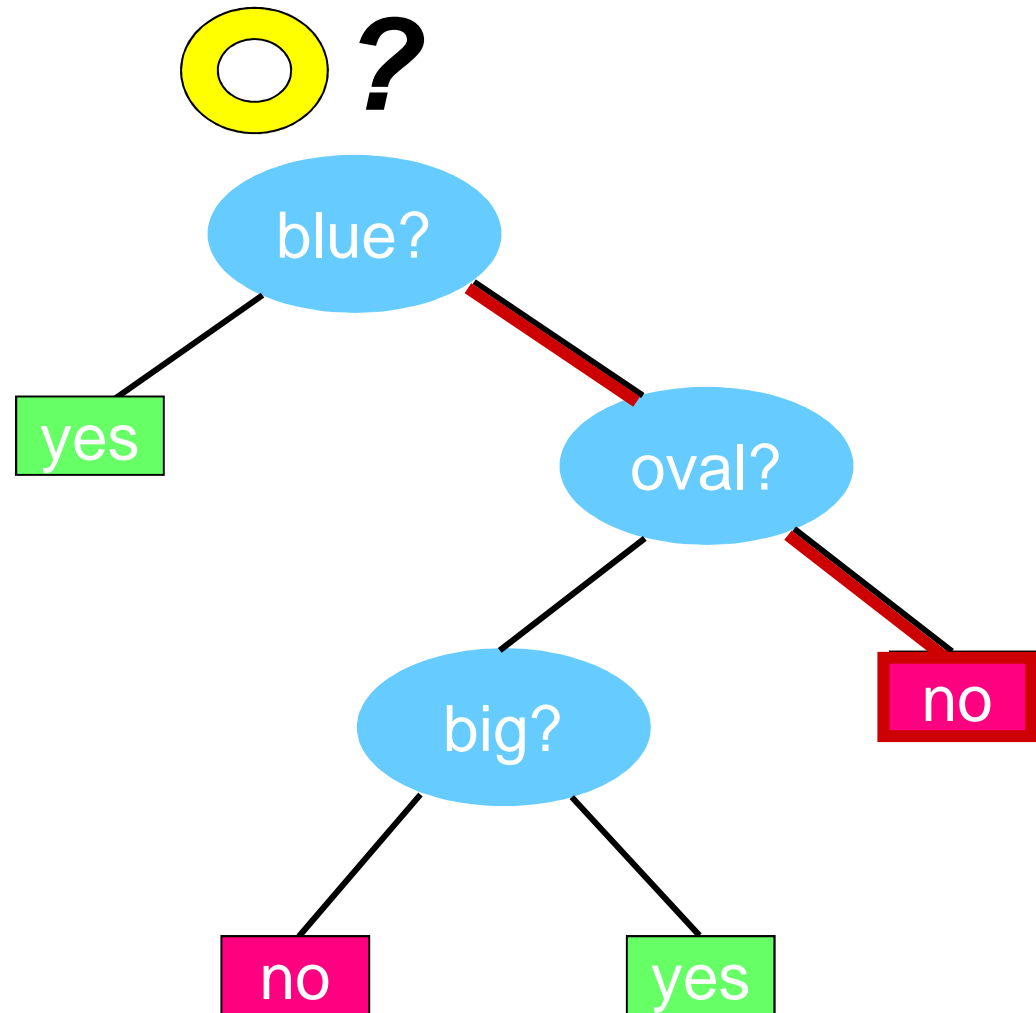 ?
blue?
yes
oval?
big?
no
no
yes